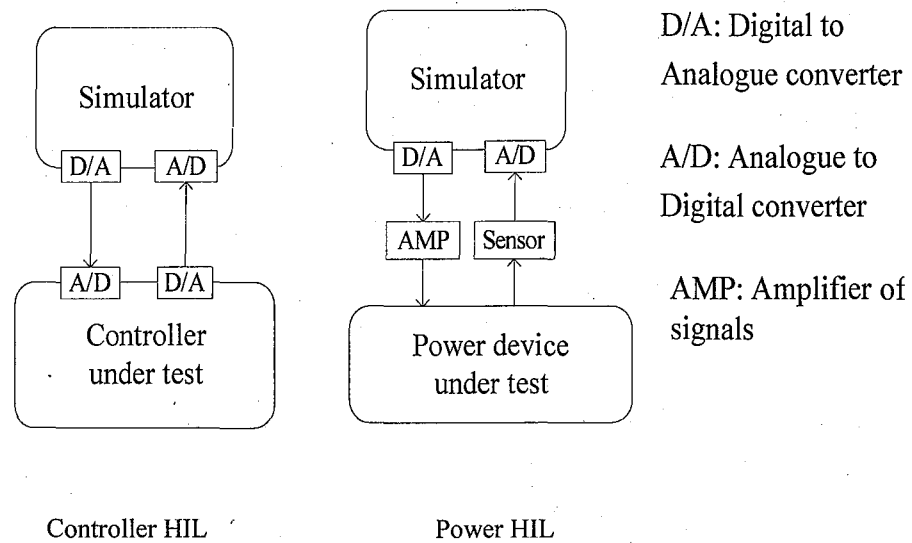 Simulator
D/A
A/D
A/D
D/A
Controller
under test
Controller HIL
Simulator
D/A
A/D
AMP
Sensor
Power device
under test
Power HIL
D/A: Digital to
Analogue converter
A/D: Analogue to
Digital converter
AMP: Amplifier of
signals